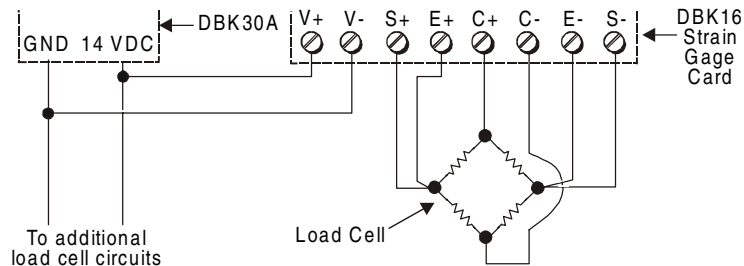 GND 14 VDC
DBK30A
V+ V- S+ E+ C+ C- E- S-
DBK16
Strain
Gage
Card
Load Cell
To additional
load cell circuits